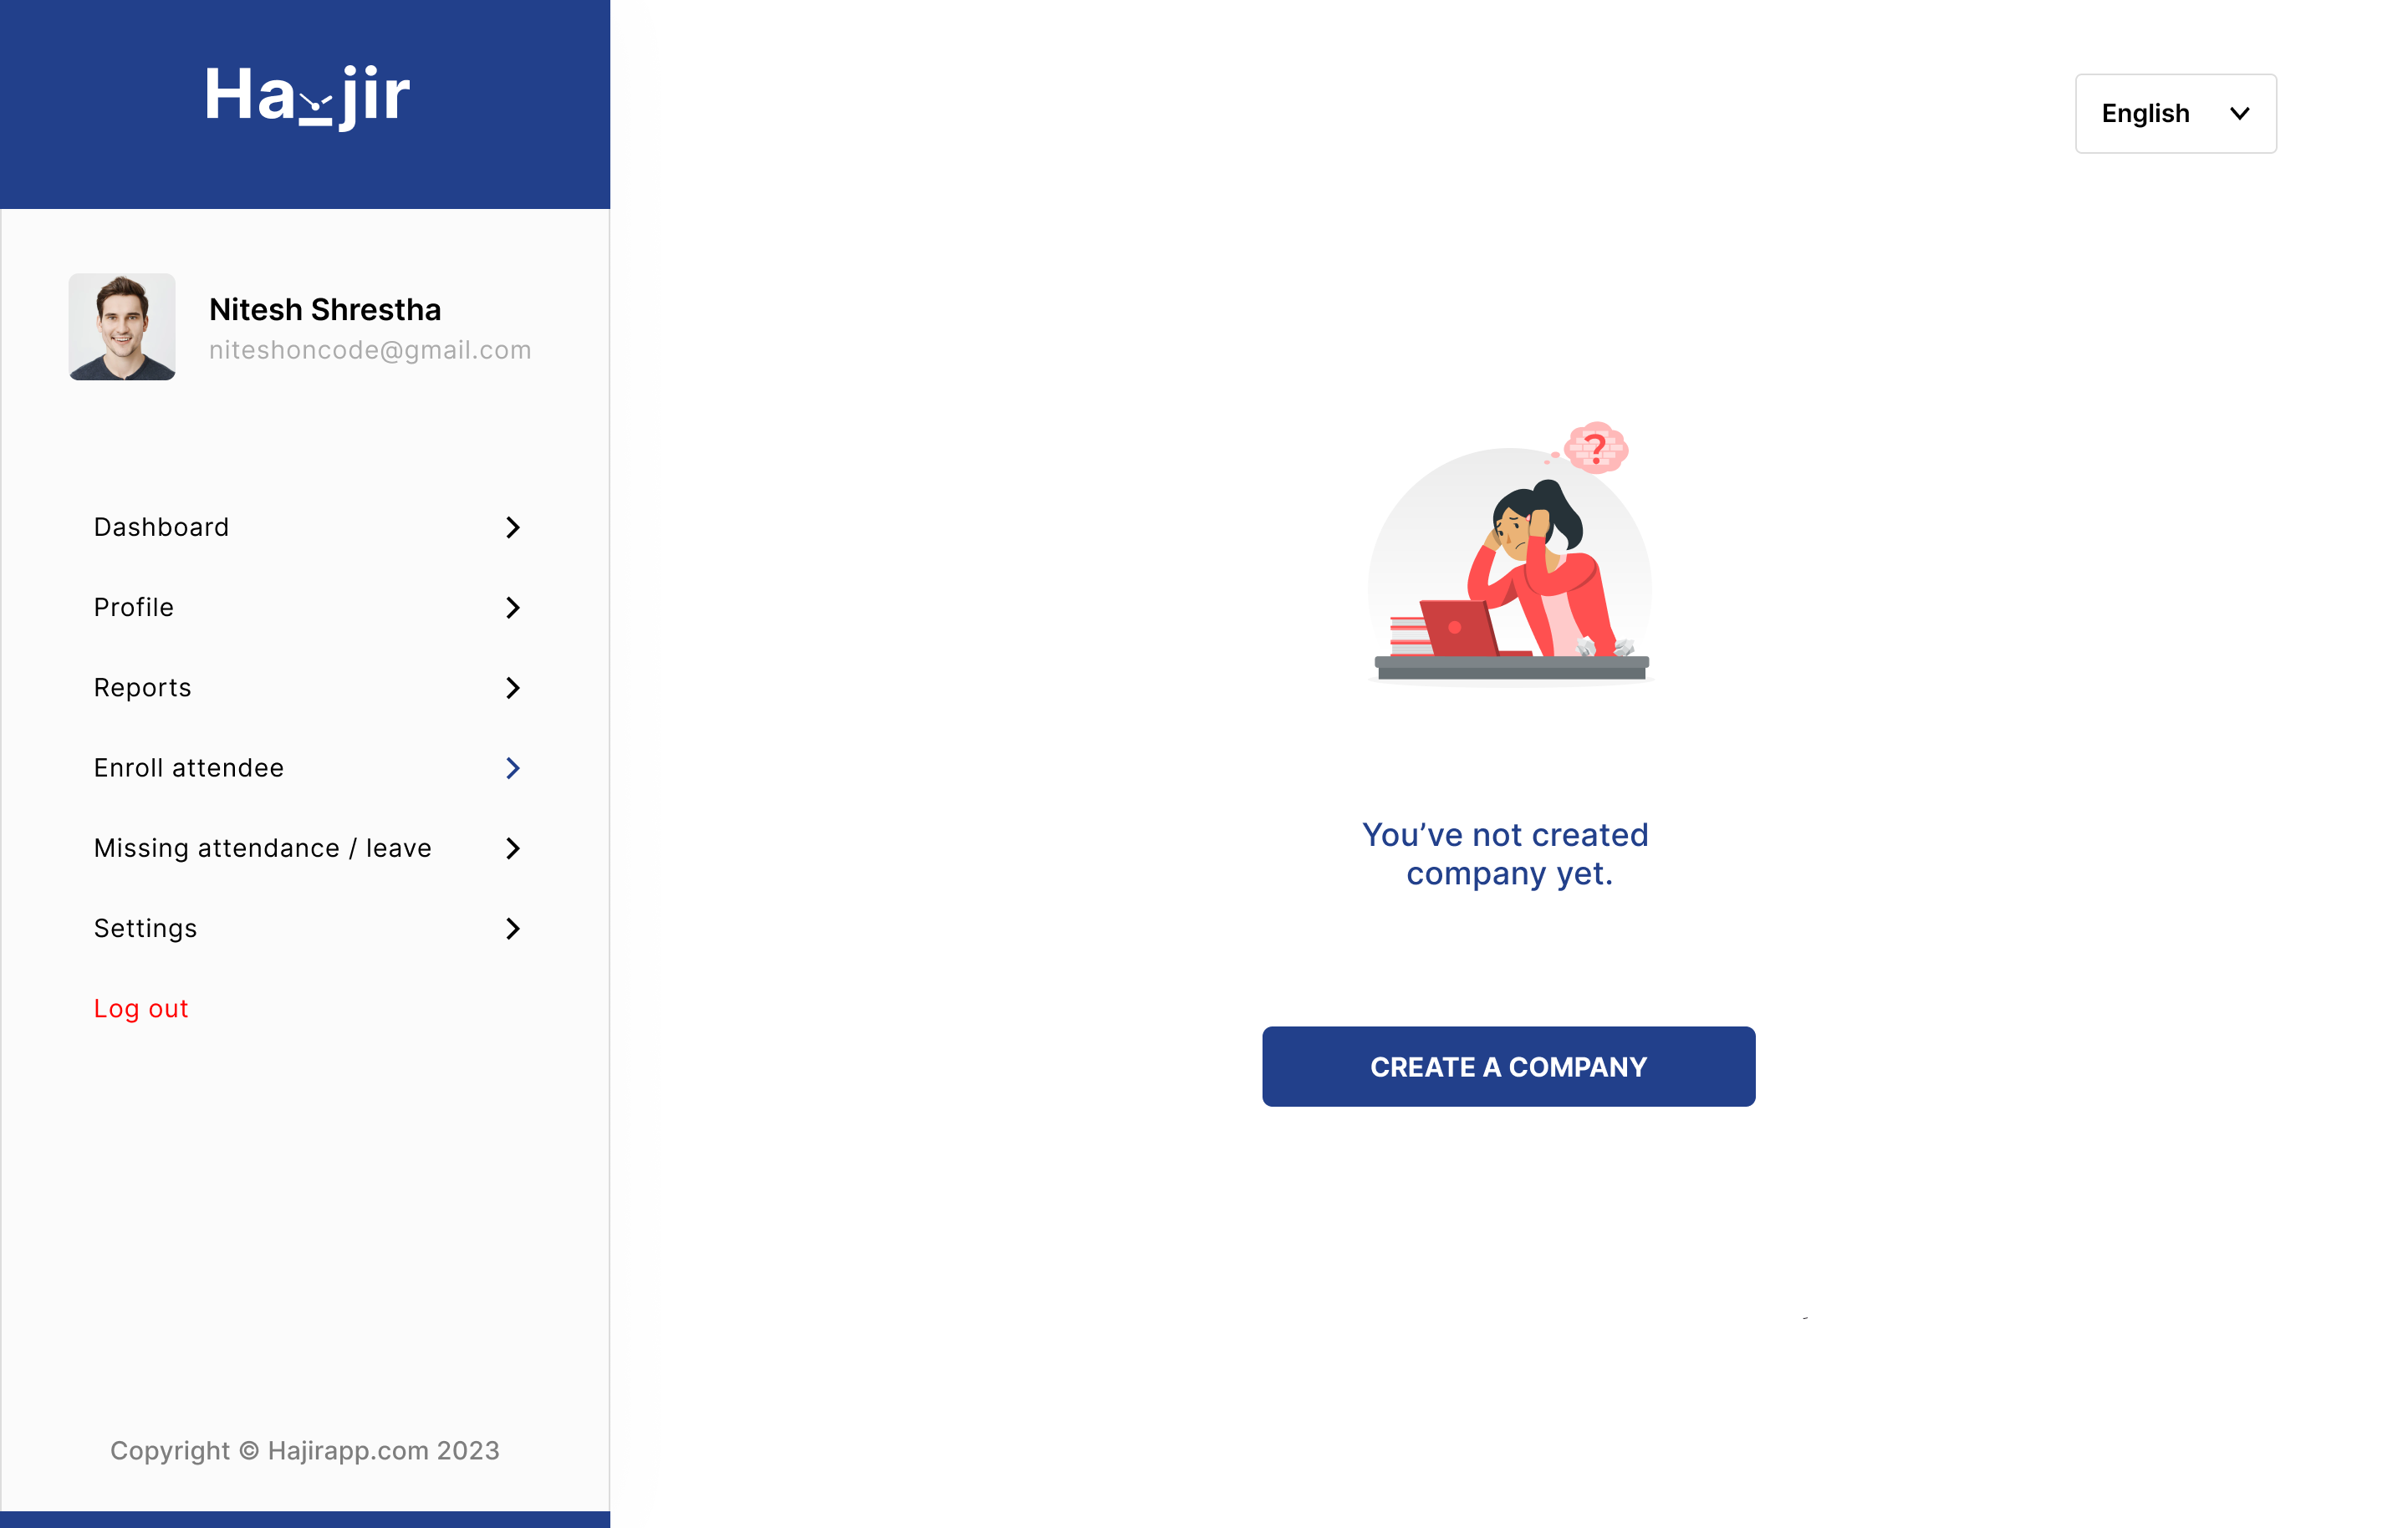 Hajir
English
Nitesh Shrestha
niteshoncode@gmail.com
Dashboard
Profile
Reports
Enroll attendee
Missing attendance / leave
Settings
Log out
?
You’ve not created
company yet.
CREATE A COMPANY
Copyright © Hajirapp.com 2023